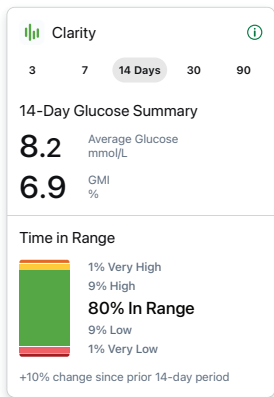 Clarity
3 7 14 Days 30 90
14-Day Glucose Summary
8.2 Average Glucose
mmol/L
6.9 GMI
%
Time in Range
1% Very High
9% High
80% In Range
9% Low
1% Very Low
+10% change since prior 14-day period